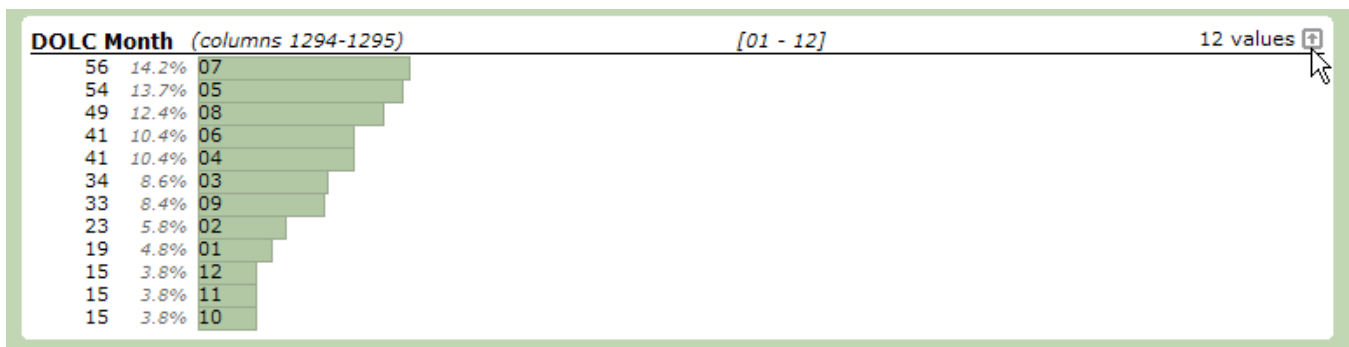 DOLC Month (columns 1294-1295) [01 - 12] 12 values
56 14.2% 07
54 13.7% 05
49 12.4% 08
41 10.4% 06
41 10.4% 04
34 8.6% 03
33 8.4% 09
23 5.8% 02
19 4.8% 01
15 3.8% 12
15 3.8% 11
15 3.8% 10